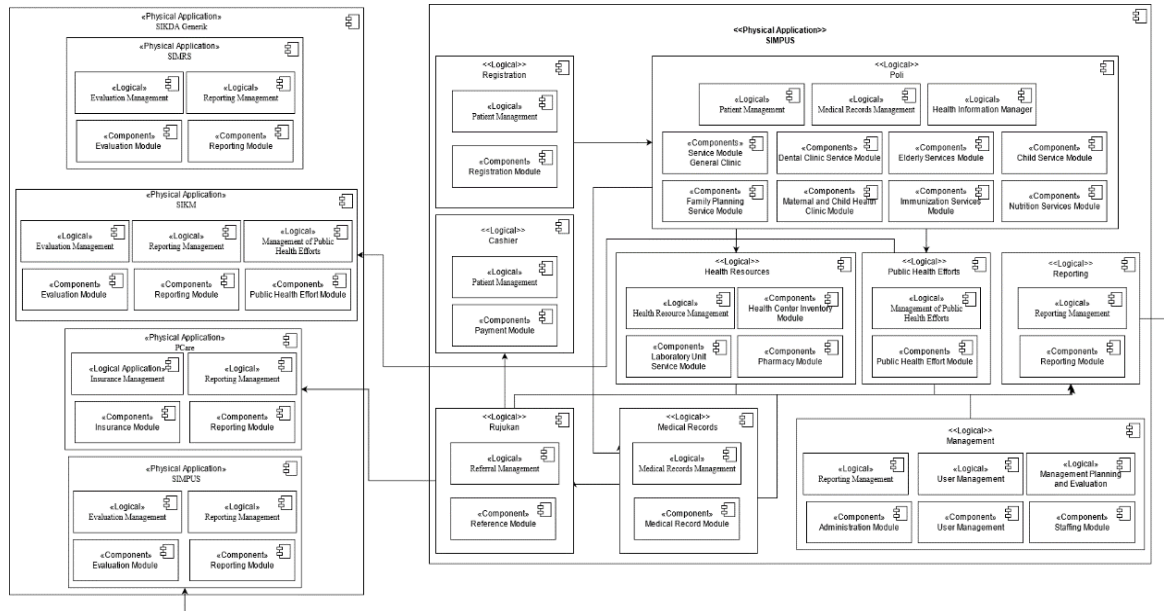 «Physical Application»
SIKDA Generik
«Physical Application»
SIMRS
«Logical»
Evaluation Management
«Logical»
Reporting Management
«Component»
Evaluation Module
«Component»
Reporting Module
«Physical Application»
SIKM
«Logical»
Evaluation Management
«Logical»
Reporting Management
«Logical»
Management of Public
Health Efforts
«Component»
Evaluation Module
«Component»
Reporting Module
«Component»
Public Health Effort Module
«Physical Application»
PCare
«Logical Application»
Insurance Management
«Logical»
Reporting Management
«Component»
Insurance Module
«Component»
Reporting Module
«Physical Application»
SIMPUS
«Logical»
Evaluation Management
«Logical»
Reporting Management
«Component»
Evaluation Module
«Component»
Reporting Module
<<Physical Application>>
SIMPUS
<<Logical>>
Registration
«Logical»
Patient Management
«Component»
Registration Module
<<Logical>>
Poli
«Logical»
Patient Management
«Logical»
Medical Records Management
«Logical»
Health Information Manager
«Components»
Service Module
General Clinic
«Components»
Dental Clinic Service Module
«Components»
Elderly Services Module
«Components»
Child Service Module
«Components»
Family Planning
Service Module
«Components»
Maternal and Child Health
Clinic Module
«Components»
Immunization Services
Module
«Component»
Nutrition Services Module
<<Logical>>
Cashier
«Logical»
Patient Management
«Component»
Payment Module
<<Logical>>
Health Resources
«Logical»
Health Resource Management
«Component»
Health Center Inventory
Module
«Component»
Laboratory Unit
Service Module
«Component»
Pharmacy Module
<<Logical>>
Public Health Efforts
«Logical»
Management of Public
Health Efforts
«Component»
Public Health Effort Module
<<Logical>>
Reporting
«Logical»
Reporting Management
«Component»
Reporting Module
<<Logical>>
Rujukan
«Logical»
Referral Management
«Component»
Reference Module
<<Logical>>
Medical Records
«Logical»
Medical Records Management
«Component»
Medical Record Module
<<Logical>>
Management
«Logical»
Reporting Management
«Logical»
User Management
«Logical»
Management Planning
and Evaluation
«Component»
Administration Module
«Component»
User Management
«Component»
Staffing Module